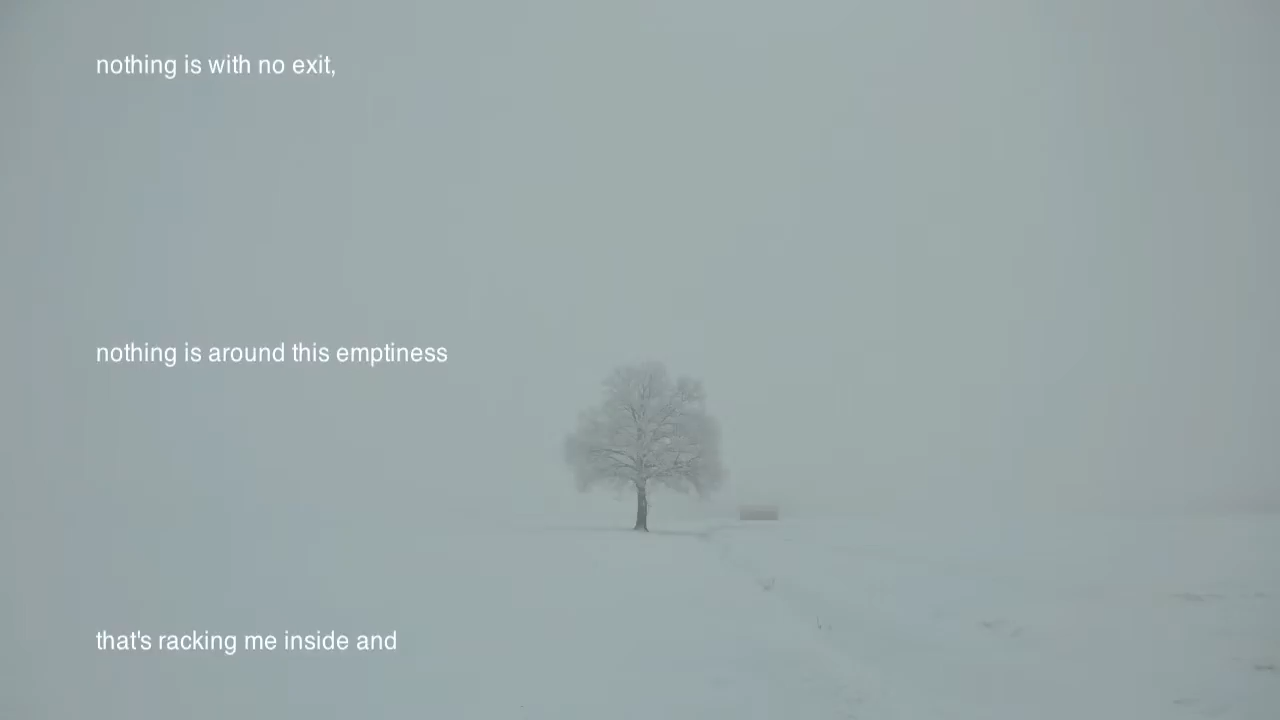 nothing is with no exit,
nothing is around this emptiness
that's racking me inside and